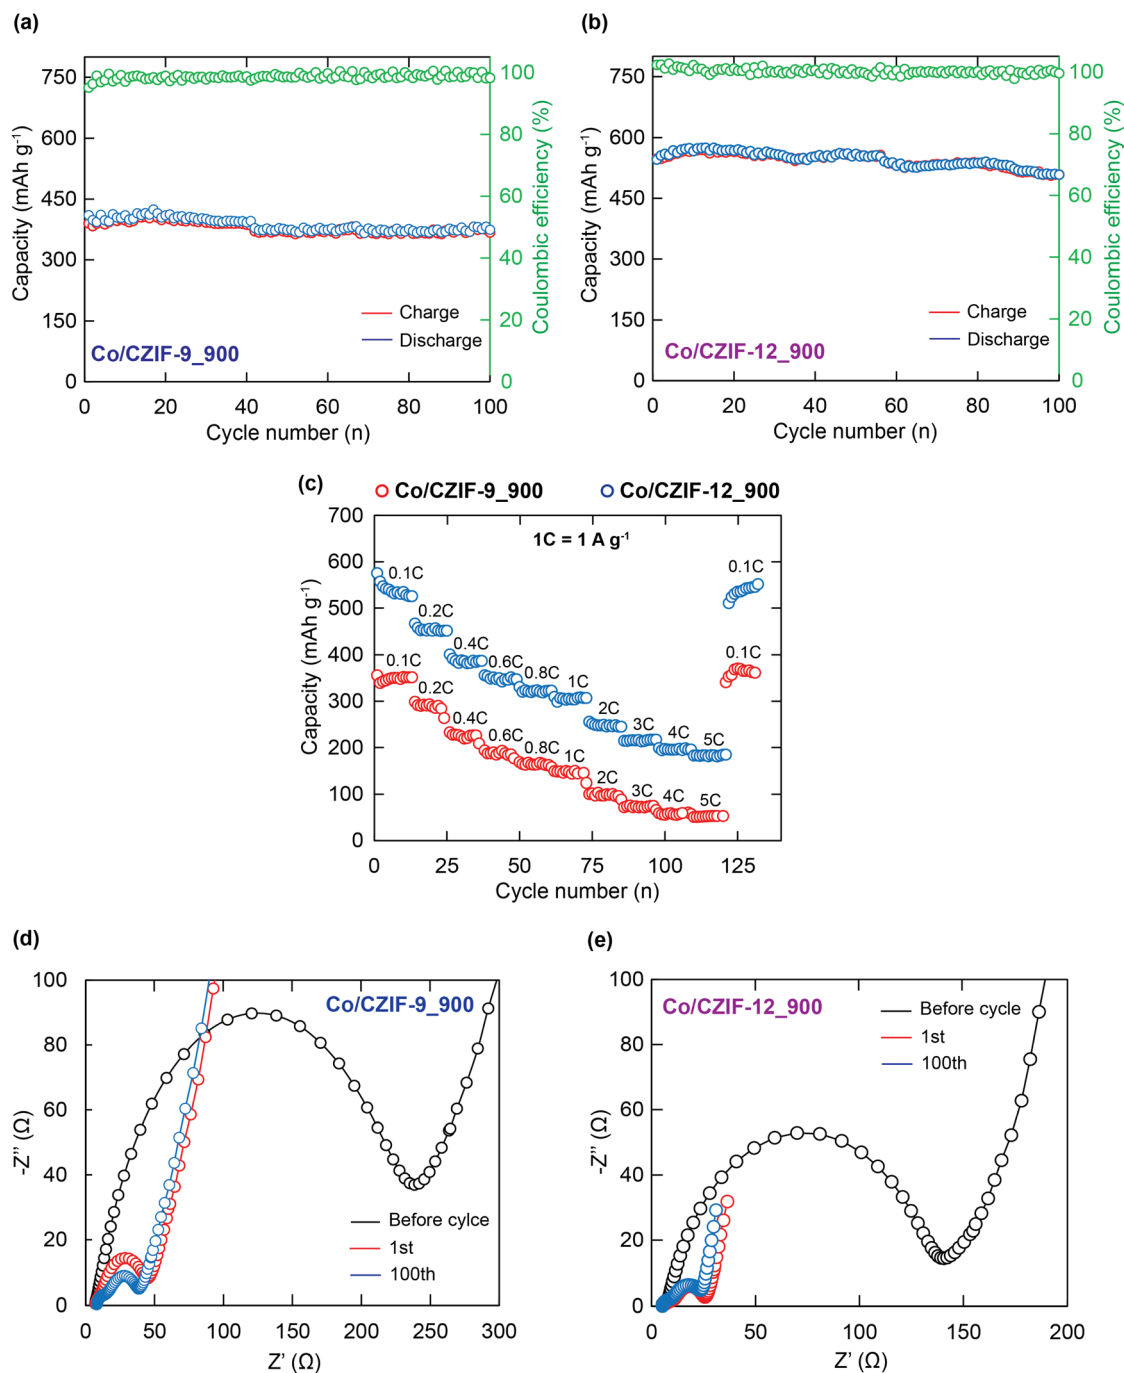 (a)
(b)
750
600
450
300
150
0
Capacity (mAh g-1)
100
80
60
40
20
0
Coulombic efficiency (%)
Charge
Discharge
Co/CZIF-9_900
0 20 40 60 80 100
Cycle number (n)
750
600
450
300
150
0
Capacity (mAh g-1)
100
80
60
40
20
0
Coulombic efficiency (%)
Charge
Discharge
Co/CZIF-12_900
0 20 40 60 80 100
Cycle number (n)
(c)
Co/CZIF-9_900 Co/CZIF-12_900
1C = 1 A g-1
700
600
500
400
300
200
100
0
Capacity (mAh g-1)
0.1C
0.2C
0.4C
0.6C
0.8C
1C
2C
3C
4C
5C
0.1C
0.1C
0.2C
0.4C
0.6C
0.8C
1C
2C
3C
4C
5C
0.1C
0 25 50 75 100 125
Cycle number (n)
(d)
(e)
100
80
60
40
20
0
-Z''' (Ω)
Co/CZIF-9_900
Before cylce
1st
100th
0 50 100 150 200 250 300
Z' (Ω)
100
80
60
40
20
0
-Z''' (Ω)
Co/CZIF-12_900
Before cycle
1st
100th
0 50 100 150 200
Z' (Ω)